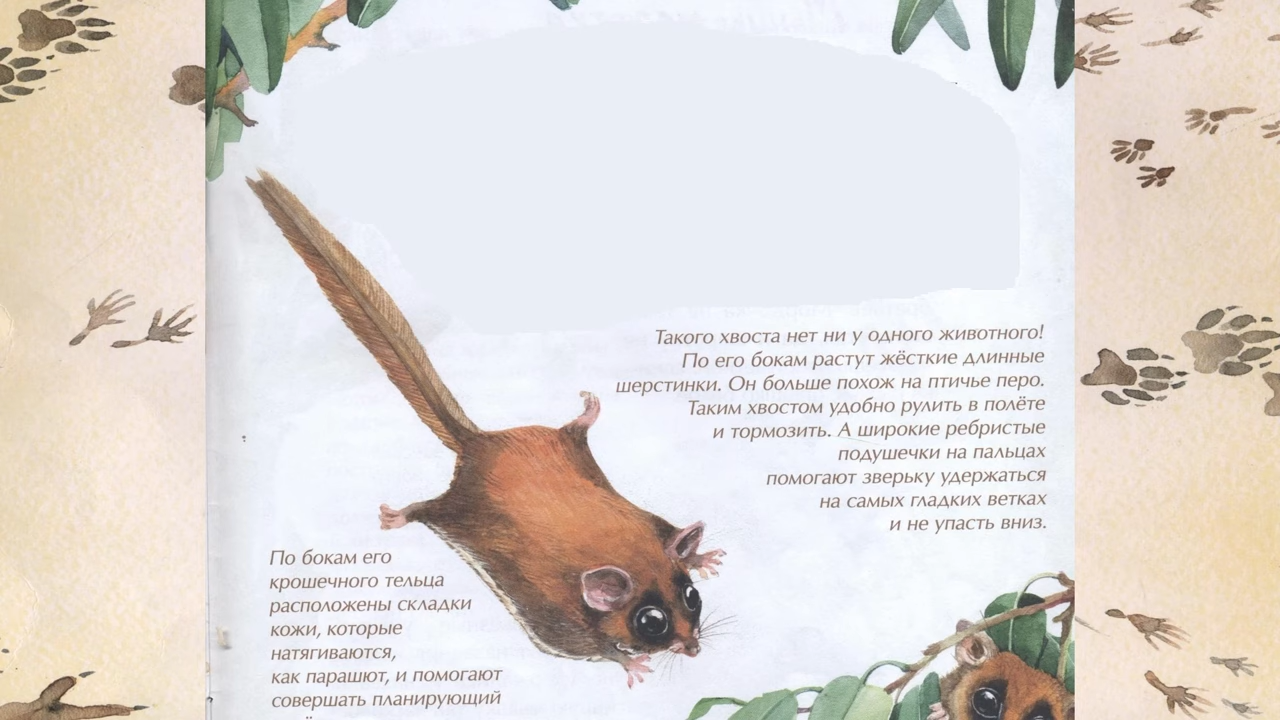 Такого хвоста нет ни у одного животного!
По его бокам растут жёсткие длинные
шерстинки. Он больше похож на птичье перо.
Таким хвостом удобно рулить в полёте
и тормозить. А широкие ребристые
подушечки на пальцах
помогают зверьку удержаться
на самых гладких ветках
и не упасть вниз.
По бокам его
крошечного тельца
расположены складки
кожи, которые
натягиваются,
как парашют, и помогают
совершать планирующий